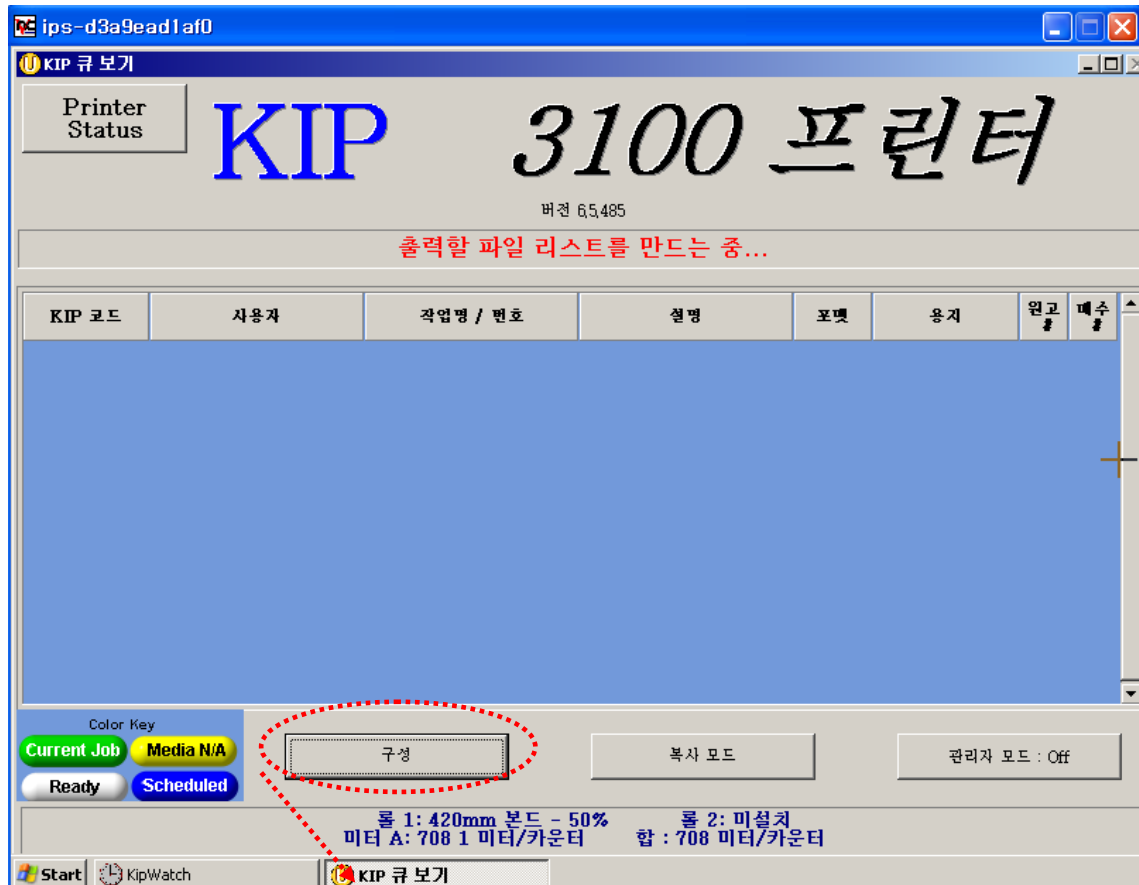 ips-d3a9ead1af0
KIP 큐 보기
Printer
Status
KIP 3100 프린터
버전 6,5,485
출력할 파일 리스트를 만드는 중...
KIP 코드 사용자 작업명 / 번호 설명 포맷 용지 원고 매수
# #
Color Key
Current Job Media N/A
Ready Scheduled
구성 복사 모드 관리자 모드 : Off
롤 1: 420mm 본드 - 50% 롤 2: 미설치
미터 A: 708 1 미터/카운터 합 : 708 미터/카운터
Start KipWatch KIP 큐 보기